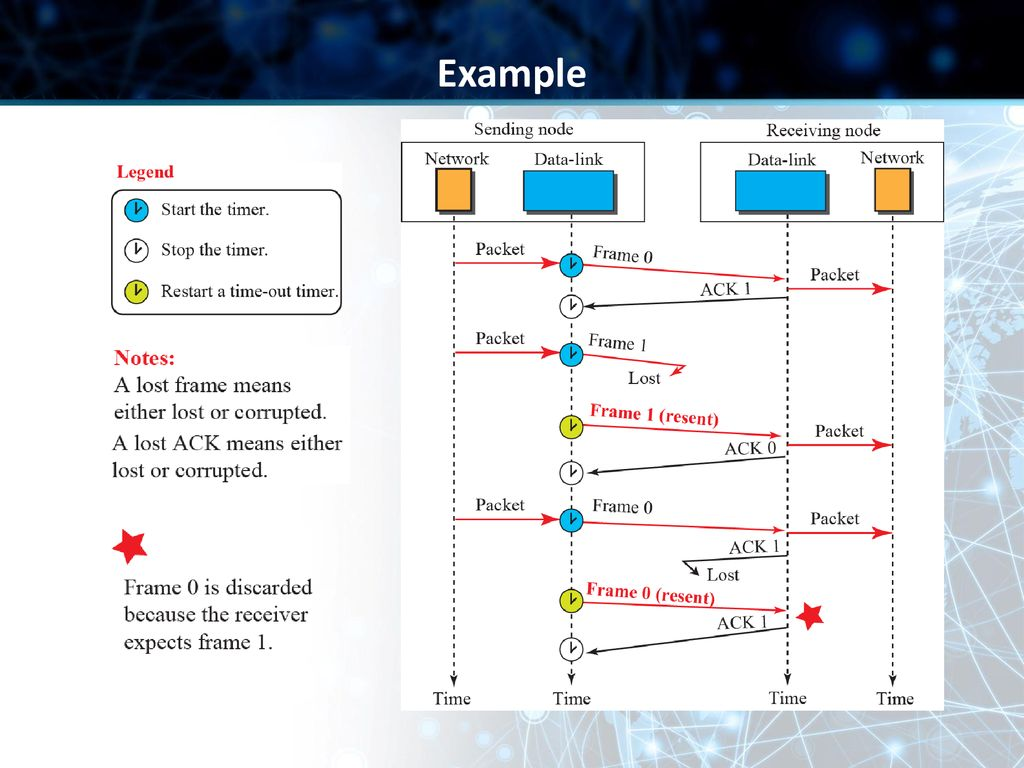 Example
Legend
Start the timer.
Stop the timer.
Restart a time-out timer.
Notes:
A lost frame means
either lost or corrupted.
A lost ACK means either
lost or corrupted.
Frame 0 is discarded
because the receiver
expects frame 1.
Sending node
Receiving node
Network
Data-link
Data-link
Network
Packet
Frame 0
Packet
ACK 1
Packet
Frame 1
Lost
Frame 1 (resent)
Packet
ACK 0
Packet
Frame 0
Packet
ACK 1
Lost
Frame 0 (resent)
ACK 1
Time
Time
Time
Time